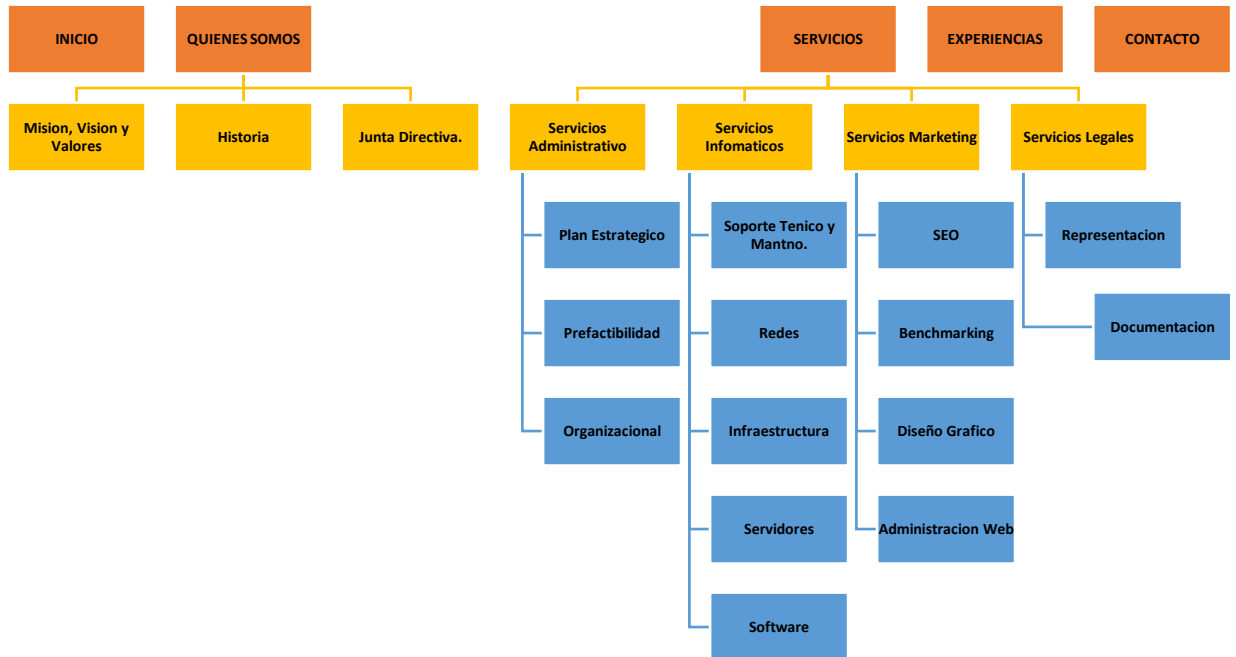 INICIO
QUIENES SOMOS
SERVICIOS
EXPERIENCIAS
CONTACTO
Mision, Vision y
Valores
Historia
Junta Directiva.
Servicios
Administrativo
Servicios
Infomaticos
Servicios Marketing
Servicios Legales
Plan Estrategico
Prefactibilidad
Organizacional
Soporte Tenico y
Mantno.
Redes
Infraestructura
Servidores
Software
SEO
Benchmarking
Diseño Grafico
Administracion Web
Representacion
Documentacion